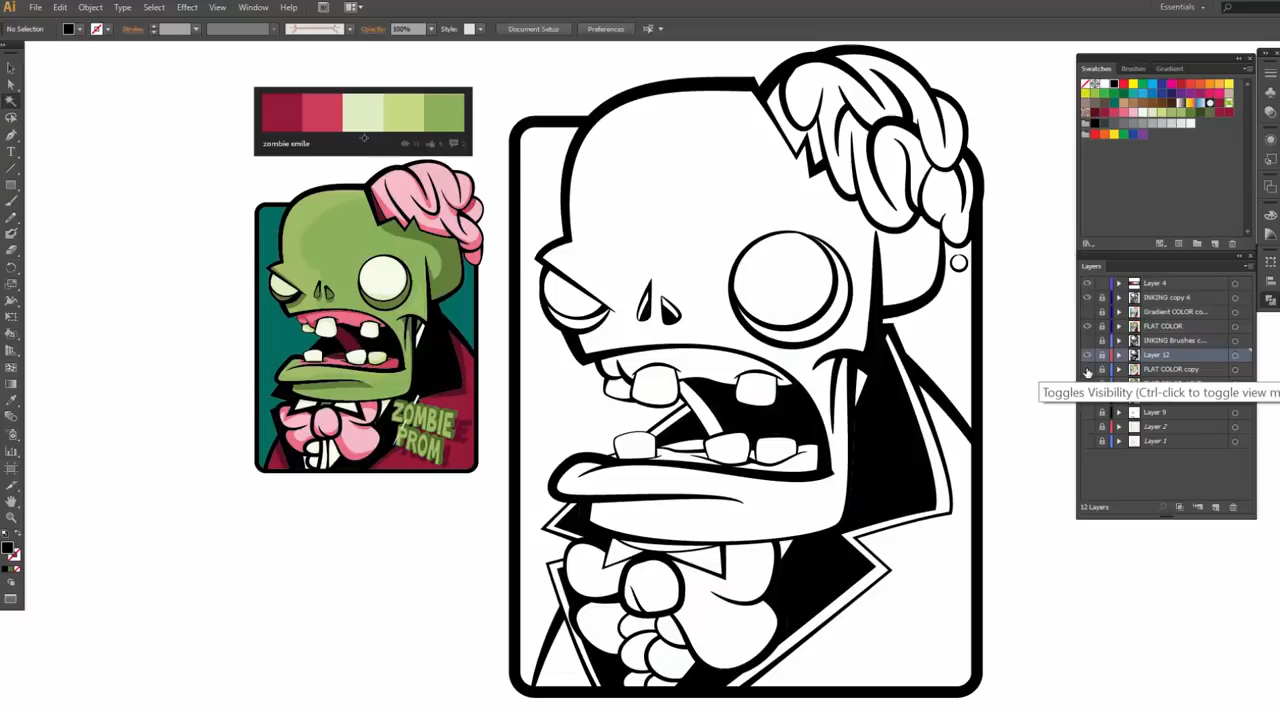 Ai File Edit Object Type Select Effect View Window Help Essentials
No Selection Stroke: Opacity: 100% Style: Document Setup Preferences
Swatches Brushes Gradient
zombie smile
ZOMBIE
PROM
Layers
Layer 4
INKING copy 4
Gradient COLOR co...
FLAT COLOR
INKING Brushes c...
Layer 12
FLAT COLOR copy
Toggles Visibility (Ctrl-click to toggle view m
Layer 9
Layer 2
Layer 1
12 Layers